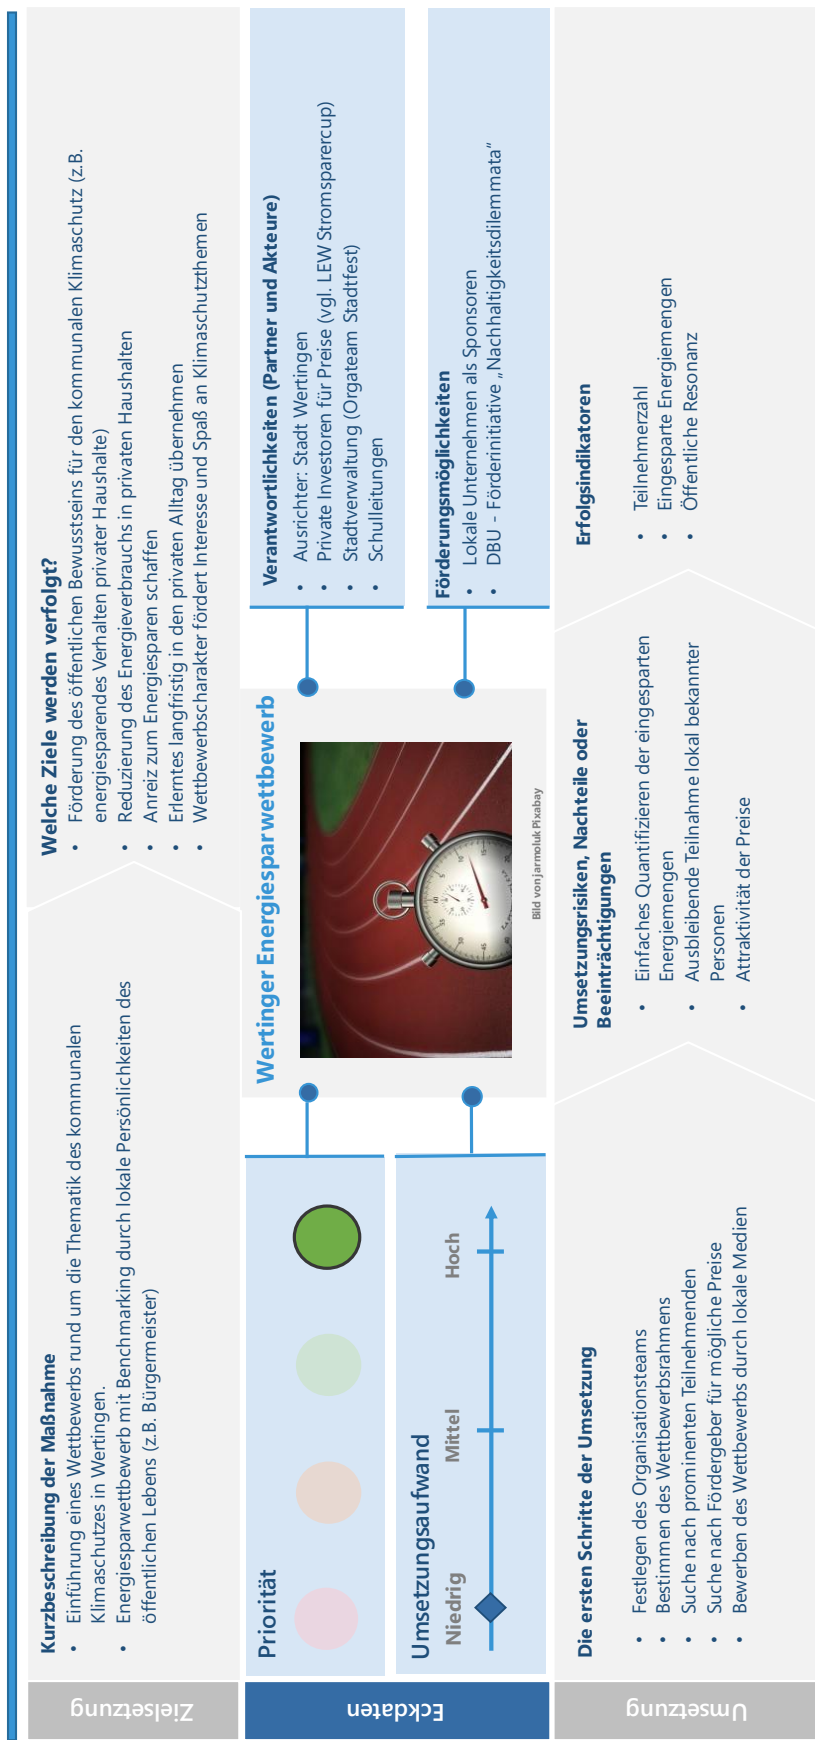 Zielsetzung
Kurzbeschreibung der Maßnahme
• Einführung eines Wettbewerbs rund um die Thematik des kommunalen
Klimaschutzes in Wertingen.
• Energiesparwettbewerb mit Benchmarking durch lokale Persönlichkeiten des
öffentlichen Lebens (z.B. Bürgermeister)
Welche Ziele werden verfolgt?
• Förderung des öffentlichen Bewusstseins für den kommunalen Klimaschutz (z.B.
energiesparendes Verhalten privater Haushalte)
• Reduzierung des Energieverbrauchs in privaten Haushalten
• Anreiz zum Energiesparen schaffen
• Erlerntes langfristig in den privaten Alltag übernehmen
• Wettbewerbscharakter fördert Interesse und Spaß an Klimaschutzthemen
Eckdaten
Priorität
Umsetzungsaufwand
Niedrig Mittel Hoch
Wertinger Energiesparwettbewerb
Bild von jarmoluk Pixabay
Verantwortlichkeiten (Partner und Akteure)
• Ausrichter: Stadt Wertingen
• Private Investoren für Preise (vgl. LEW Stromsparercup)
• Stadtverwaltung (Orgateam Stadtfest)
• Schulleitungen
Förderungsmöglichkeiten
• Lokale Unternehmen als Sponsoren
• DBU - Förderinitiative „Nachhaltigkeitsdilemmata“
Umsetzung
Die ersten Schritte der Umsetzung
• Festlegen des Organisationsteams
• Bestimmen des Wettbewerbsrahmens
• Suche nach prominenten Teilnehmenden
• Suche nach Fördergeber für mögliche Preise
• Bewerben des Wettbewerbs durch lokale Medien
Umsetzungsrisiken, Nachteile oder
Beeinträchtigungen
• Einfaches Quantifizieren der eingesparten
Energiemengen
• Ausbleibende Teilnahme lokal bekannter
Personen
• Attraktivität der Preise
Erfolgsindikatoren
• Teilnehmerzahl
• Eingesparte Energiemengen
• Öffentliche Resonanz